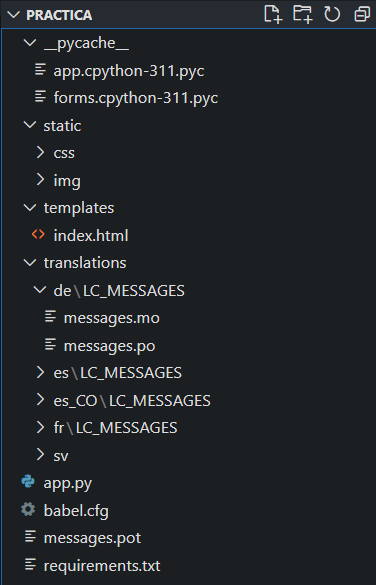 PRACTICA
__pycache__
app.cpython-311.pyc
forms.cpython-311.pyc
static
css
img
templates
index.html
translations
de\LC_MESSAGES
messages.mo
messages.po
es\LC_MESSAGES
es_CO\LC_MESSAGES
fr\LC_MESSAGES
sv
app.py
babel.cfg
messages.pot
requirements.txt